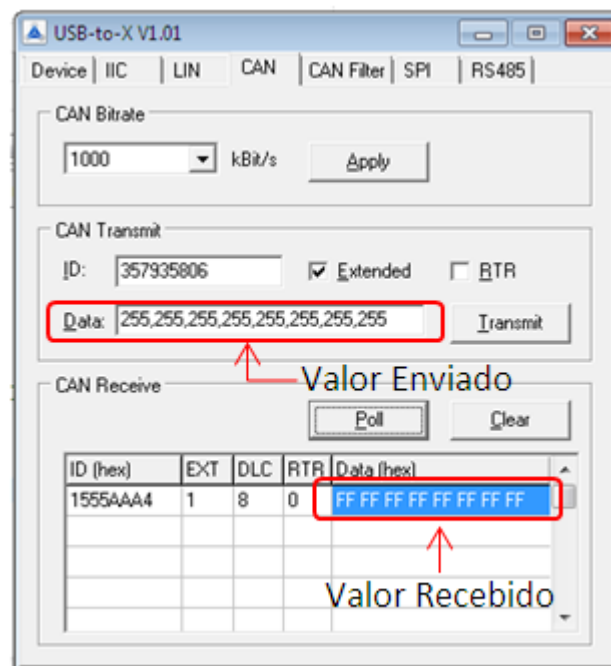 USB-to-X V1.01
Device IIC LIN CAN CAN Filter SPI RS485
CAN Bitrate
1000 kBit/s Apply
CAN Transmit
ID: 357935806 Extended RTR
Data: 255,255,255,255,255,255,255,255 Transmit
Valor Enviado
CAN Receive
Poll Clear
ID (hex) EXT DLC RTR Data (hex)
1555AAA4 1 8 0 FF FF FF FF FF FF FF FF
Valor Recebido